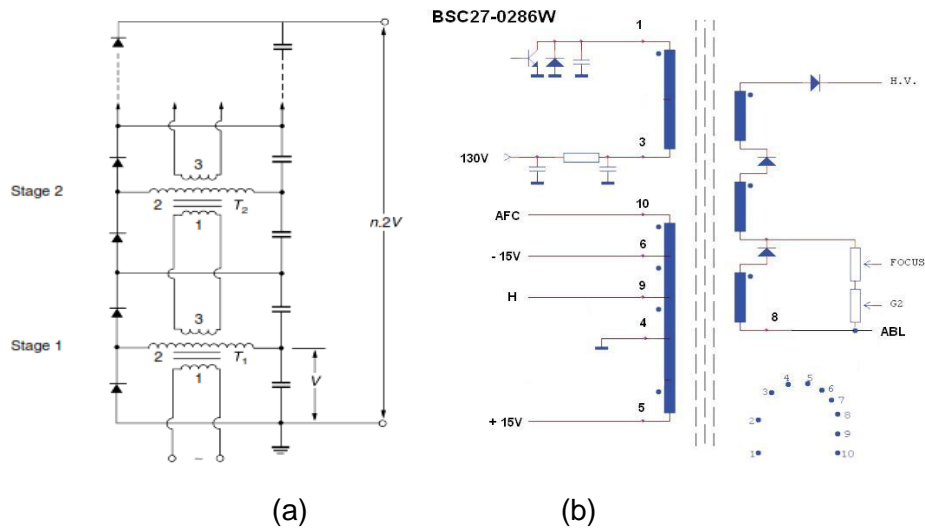 BSC27-0286W
1
H.V.
3
130V
3
Stage 2
2
T2
1
n.2V
10
AFC
6
- 15V
9
H
4
5
+ 15V
FOCUS
G2
8
ABL
3
Stage 1
2
T1
1
V
~
1
2
3
4
5
6
7
8
9
10
(a)
(b)